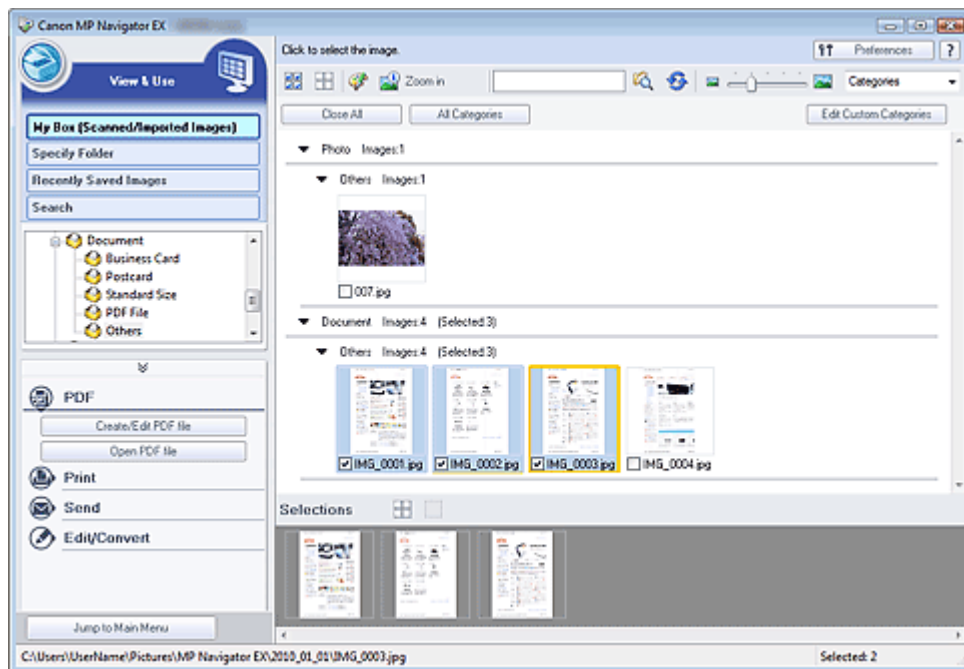 Canon MP Navigator EX
View & Use
My Box (Scanned/Imported Images)
Specify Folder
Recently Saved Images
Search
Document
Business Card
Postcard
Standard Size
PDF File
Others
PDF
Create/Edit PDF file
Open PDF file
Print
Send
Edit/Convert
Jump to Main Menu
Click to select the image.
Preferences
?
Zoom in
Categories
Close All
All Categories
Edit Custom Categories
Photo Images:1
Others Images:1
007.jpg
Document Images:4 (Selected:3)
Others Images:4 (Selected:3)
IMG_0001.jpg
IMG_0002.jpg
IMG_0003.jpg
IMG_0004.jpg
Selections
C:\Users\UserName\Pictures\MP Navigator EX\2010_01_01\IMG_0003.jpg
Selected: 2